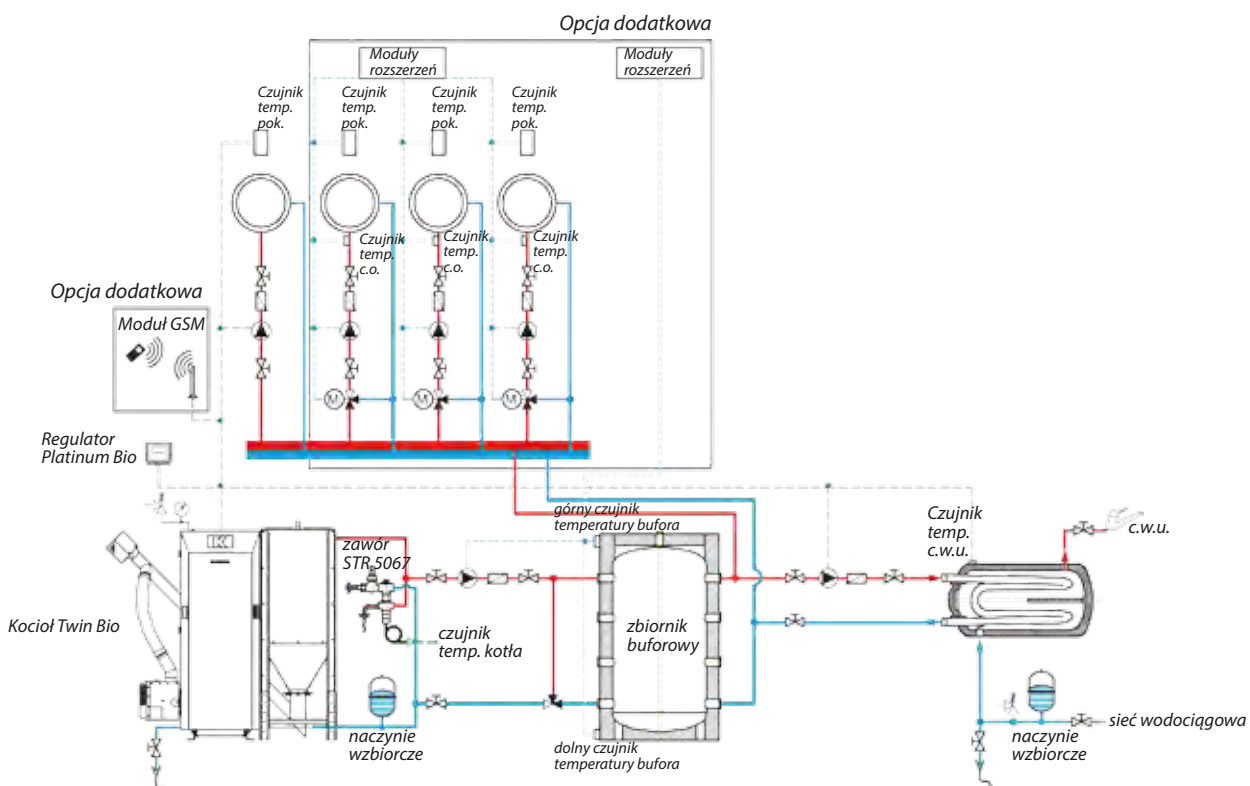 Opcja dodatkowa
Moduły
rozszerzeń
Moduły
rozszerzeń
Czujnik
temp.
pok.
Czujnik
temp.
pok.
Czujnik
temp.
pok.
Czujnik
temp.
pok.
Czujnik
temp.
c.o.
Czujnik
temp.
c.o.
Czujnik
temp.
c.o.
Opcja dodatkowa
Moduł GSM
M
M
M
Regulator
Platinum Bio
górny czujnik
temperatury bufora
Czujnik
temp.
c.w.u.
c.w.u.
zawór
STR 5067
Kocioł Twin Bio
czujnik
temp. kotła
zbiornik
buforowy
naczynie
wzbiorcze
dolny czujnik
temperatury bufora
naczynie
wzbiorcze
sieć wodociągowa